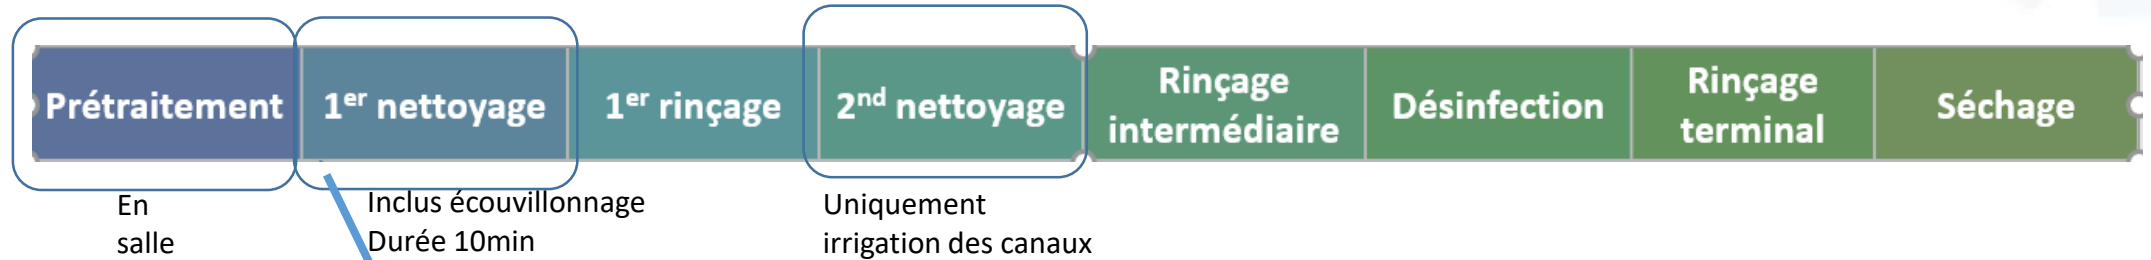 Prétraitement
1er nettoyage
1er rinçage
2nd nettoyage
Rinçage
intermédiaire
Désinfection
Rinçage
terminal
Séchage
En
salle
Inclus écouvillonnage
Durée 10min
Uniquement
irrigation des canaux